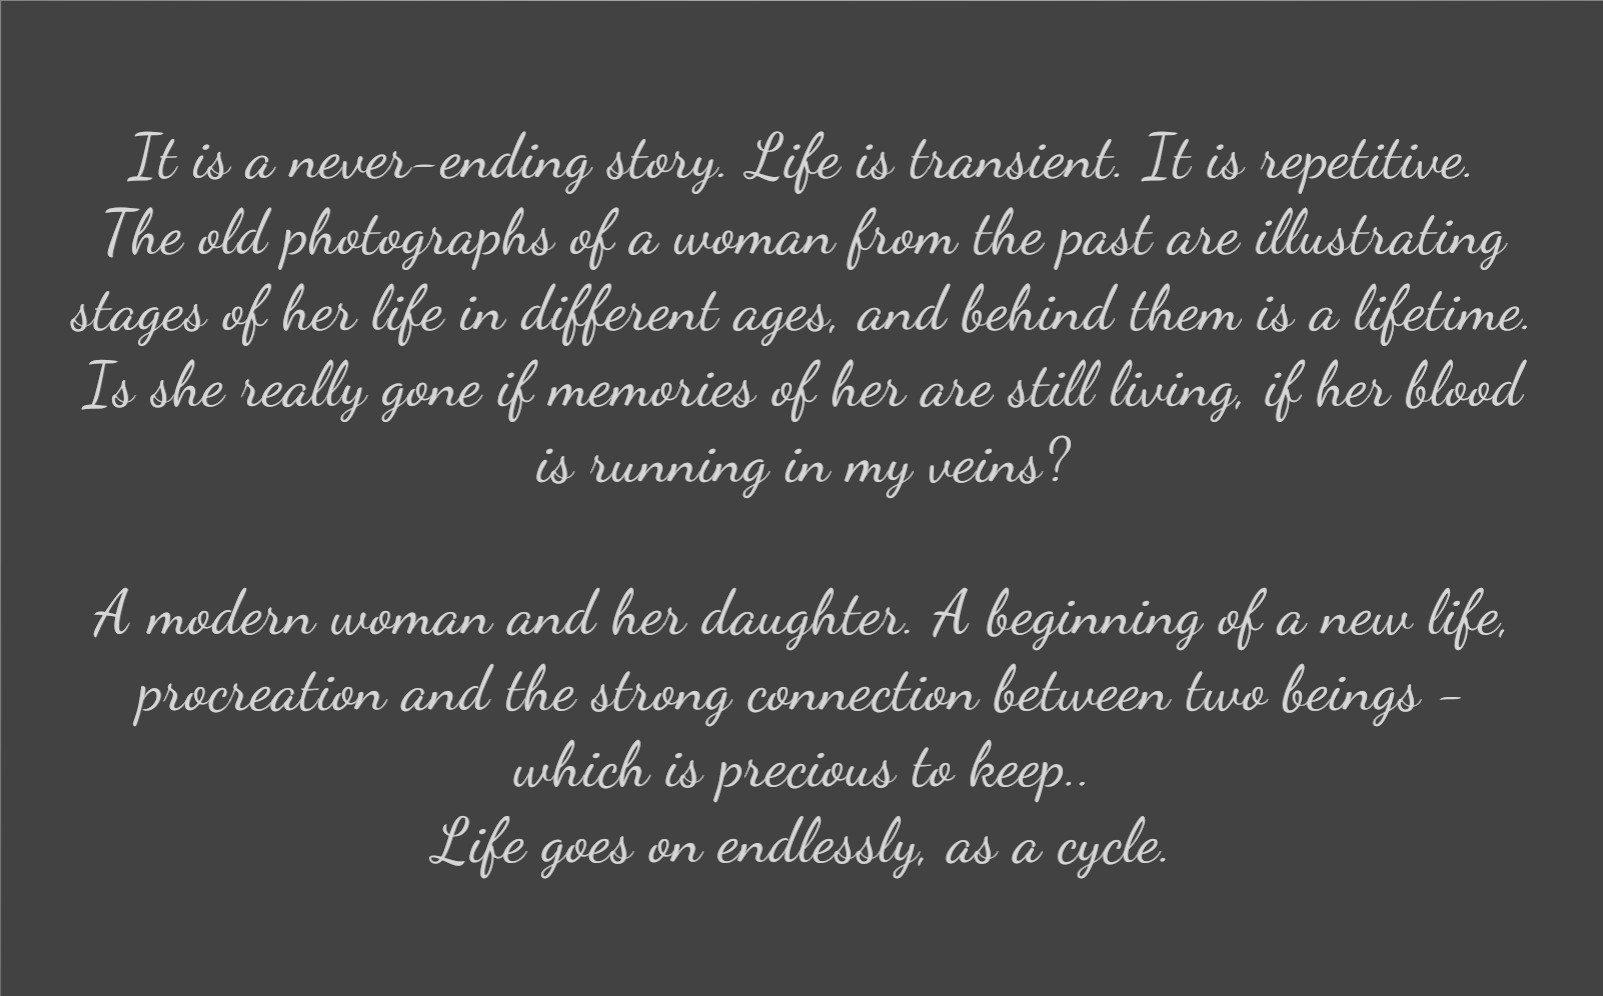 It is a never-ending story. Life is transient. It is repetitive.
The old photographs of a woman from the past are illustrating
stages of her life in different ages, and behind them is a lifetime.
Is she really gone if memories of her are still living, if her blood
is running in my veins?
A modern woman and her daughter. A beginning of a new life,
procreation and the strong connection between two beings -
which is precious to keep..
Life goes on endlessly, as a cycle.